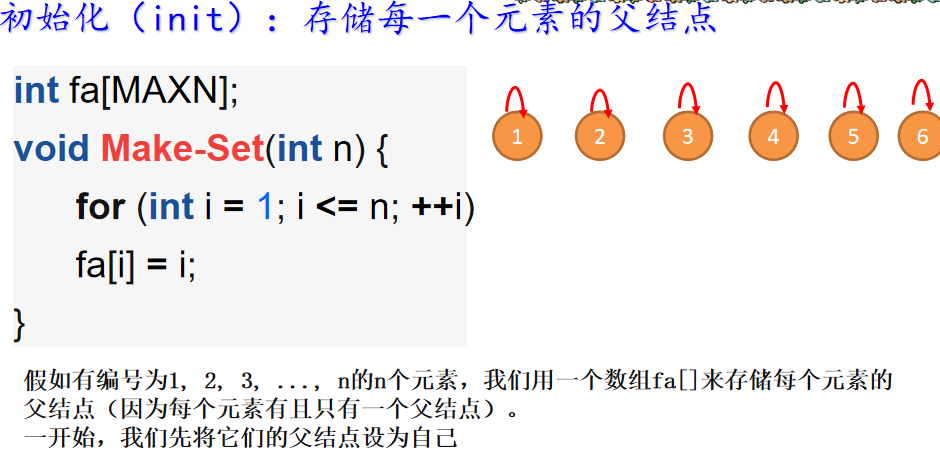 初始化（init）：存储每一个元素的父结点
int fa[MAXN];
void Make-Set(int n) {
for (int i = 1; i <= n; ++i)
fa[i] = i;
}
1 2 3 4 5 6
假如有编号为1, 2, 3, ..., n的n个元素，我们用一个数组fa[]来存储每个元素的
父结点（因为每个元素有且只有一个父结点）。
一开始，我们先将它们的父结点设为自己